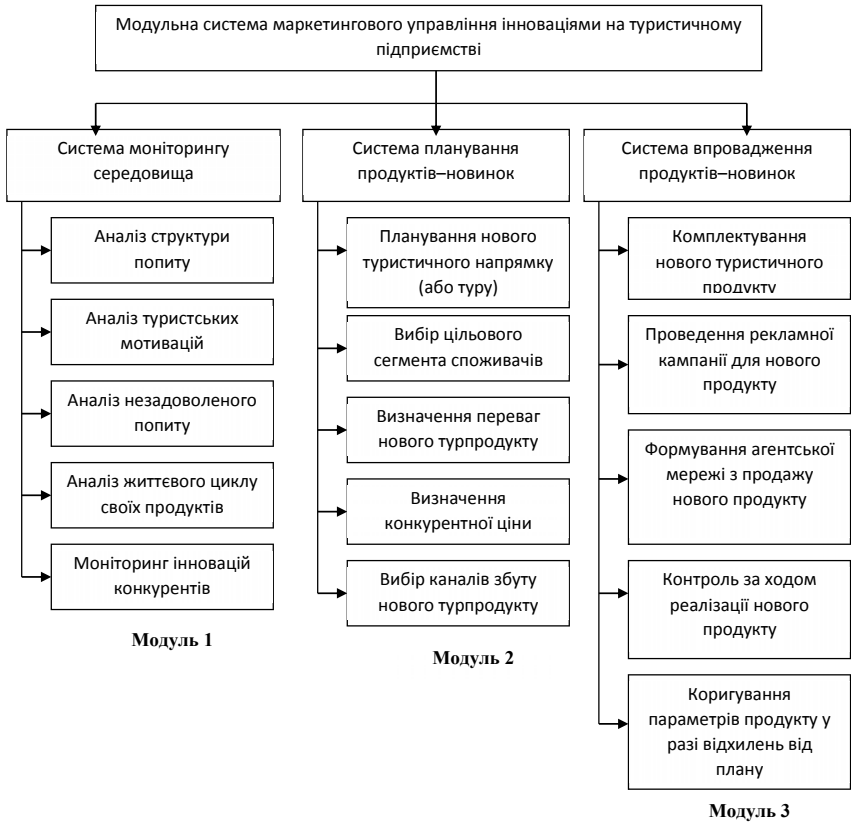 Модульна система маркетингового управління інноваціями на туристичному
підприємстві
Система моніторингу
середовища
Аналіз структури
попиту
Аналіз туристських
мотивацій
Аналіз незадоволеного
попиту
Аналіз життєвого циклу
своїх продуктів
Моніторинг інновацій
конкурентів
Модуль 1
Система планування
продуктів–новинок
Планування нового
туристичного напрямку
(або туру)
Вибір цільового
сегмента споживачів
Визначення переваг
нового турпродукту
Визначення
конкурентної ціни
Вибір каналів збуту
нового турпродукту
Модуль 2
Система впровадження
продуктів–новинок
Комплектування
нового туристичного
продукту
Проведення рекламної
кампанії для нового
продукту
Формування агентської
мережі з продажу
нового продукту
Контроль за ходом
реалізації нового
продукту
Коригування
параметрів продукту у
разі відхилень від
плану
Модуль 3